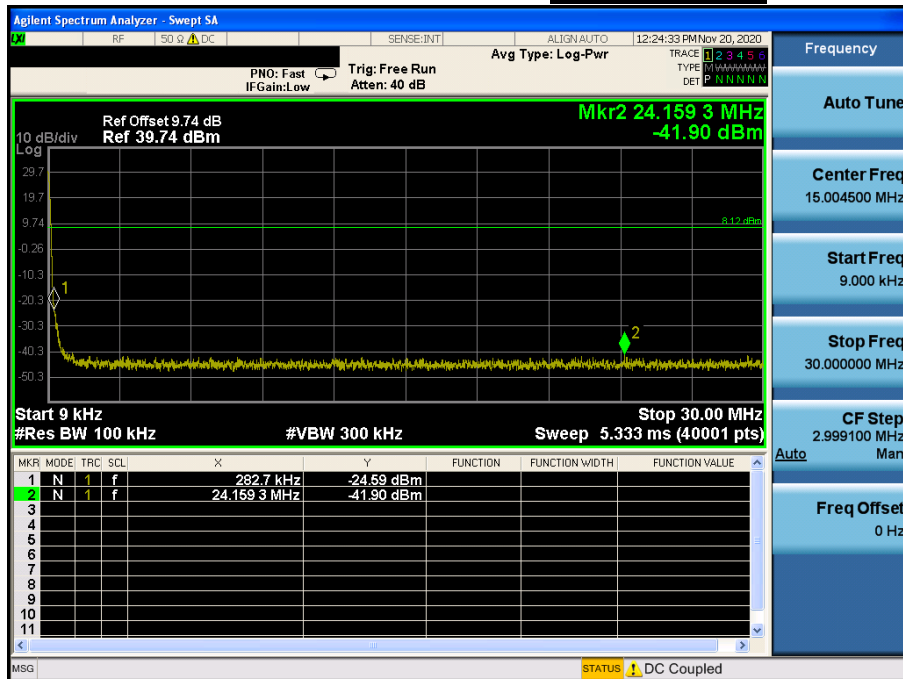 Agilent Spectrum Analyzer - Swept SA
LXI RF 50 Ω DC SENSE:INT ALIGN AUTO 12:24:33 PM Nov 20, 2020
Frequency
Avg Type: Log-Pwr TRACE 1 2 3 4 5 6
PNO: Fast Trig: Free Run TYPE M WWWWW
IFGain:Low Atten: 40 dB DET P N N N N N
Auto Tune
Mkr2 24.159 3 MHz
Ref Offset 9.74 dB
10 dB/div Ref 39.74 dBm -41.90 dBm
Log
29.7
19.7
9.74
8.12 dBm
-0.26
-10.3
1
-20.3
-30.3
2
-40.3
-50.3
Start 9 kHz Stop 30.00 MHz
#Res BW 100 kHz #VBW 300 kHz Sweep 5.333 ms (40001 pts)
Center Freq
15.004500 MHz
Start Freq
9.000 kHz
Stop Freq
30.000000 MHz
CF Step
2.999100 MHz
Auto Man
Freq Offset
0 Hz
MKR MODE TRC SCL X Y FUNCTION FUNCTION WIDTH FUNCTION VALUE
1 N 1 f 282.7 kHz -24.59 dBm
2 N 1 f 24.159 3 MHz -41.90 dBm
3
4
5
6
7
8
9
10
11
MSG STATUS DC Coupled